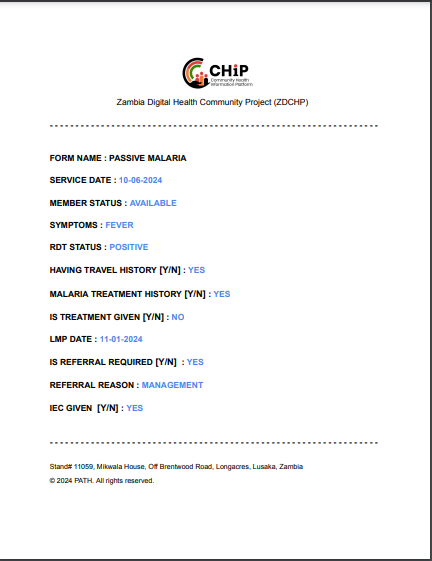 CHiP
Community Health
Information Platform
Zambia Digital Health Community Project (ZDCHP)
FORM NAME : PASSIVE MALARIA
SERVICE DATE : 10-06-2024
MEMBER STATUS : AVAILABLE
SYMPTOMS : FEVER
RDT STATUS : POSITIVE
HAVING TRAVEL HISTORY [Y/N] : YES
MALARIA TREATMENT HISTORY [Y/N] : YES
IS TREATMENT GIVEN [Y/N] : NO
LMP DATE : 11-01-2024
IS REFERRAL REQUIRED [Y/N] : YES
REFERRAL REASON : MANAGEMENT
IEC GIVEN [Y/N] : YES
Stand# 11059, Mikwala House, Off Brentwood Road, Longacres, Lusaka, Zambia
© 2024 PATH. All rights reserved.